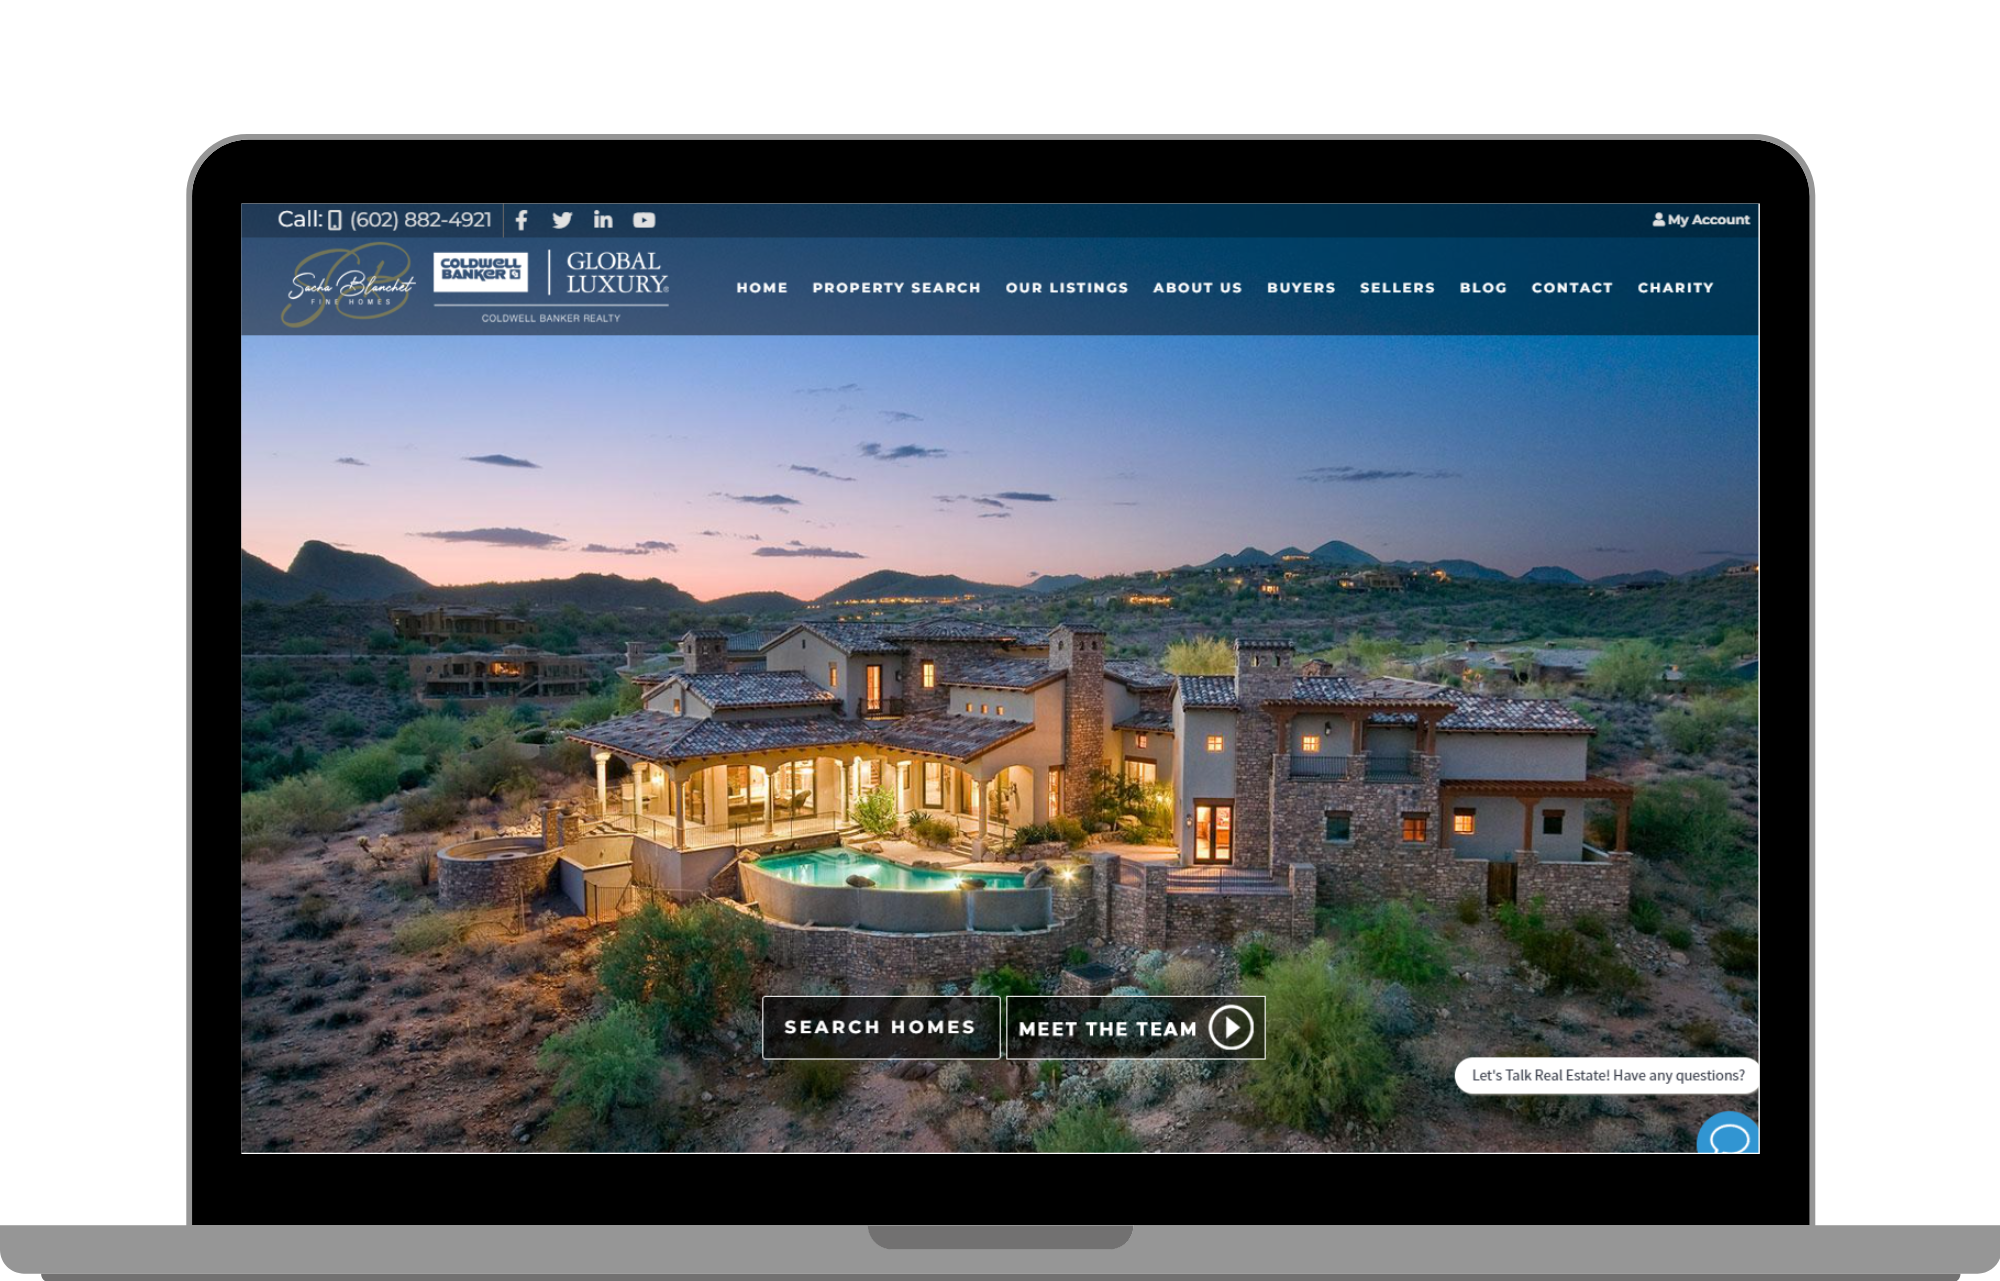 Call: (602) 882-4921
My Account
Sacha Blanchet
FINE HOMES
COLDWELL
BANKER
GLOBAL
LUXURY®
COLDWELL BANKER REALTY
HOME PROPERTY SEARCH OUR LISTINGS ABOUT US BUYERS SELLERS BLOG CONTACT CHARITY
SEARCH HOMES
MEET THE TEAM
Let's Talk Real Estate! Have any questions?